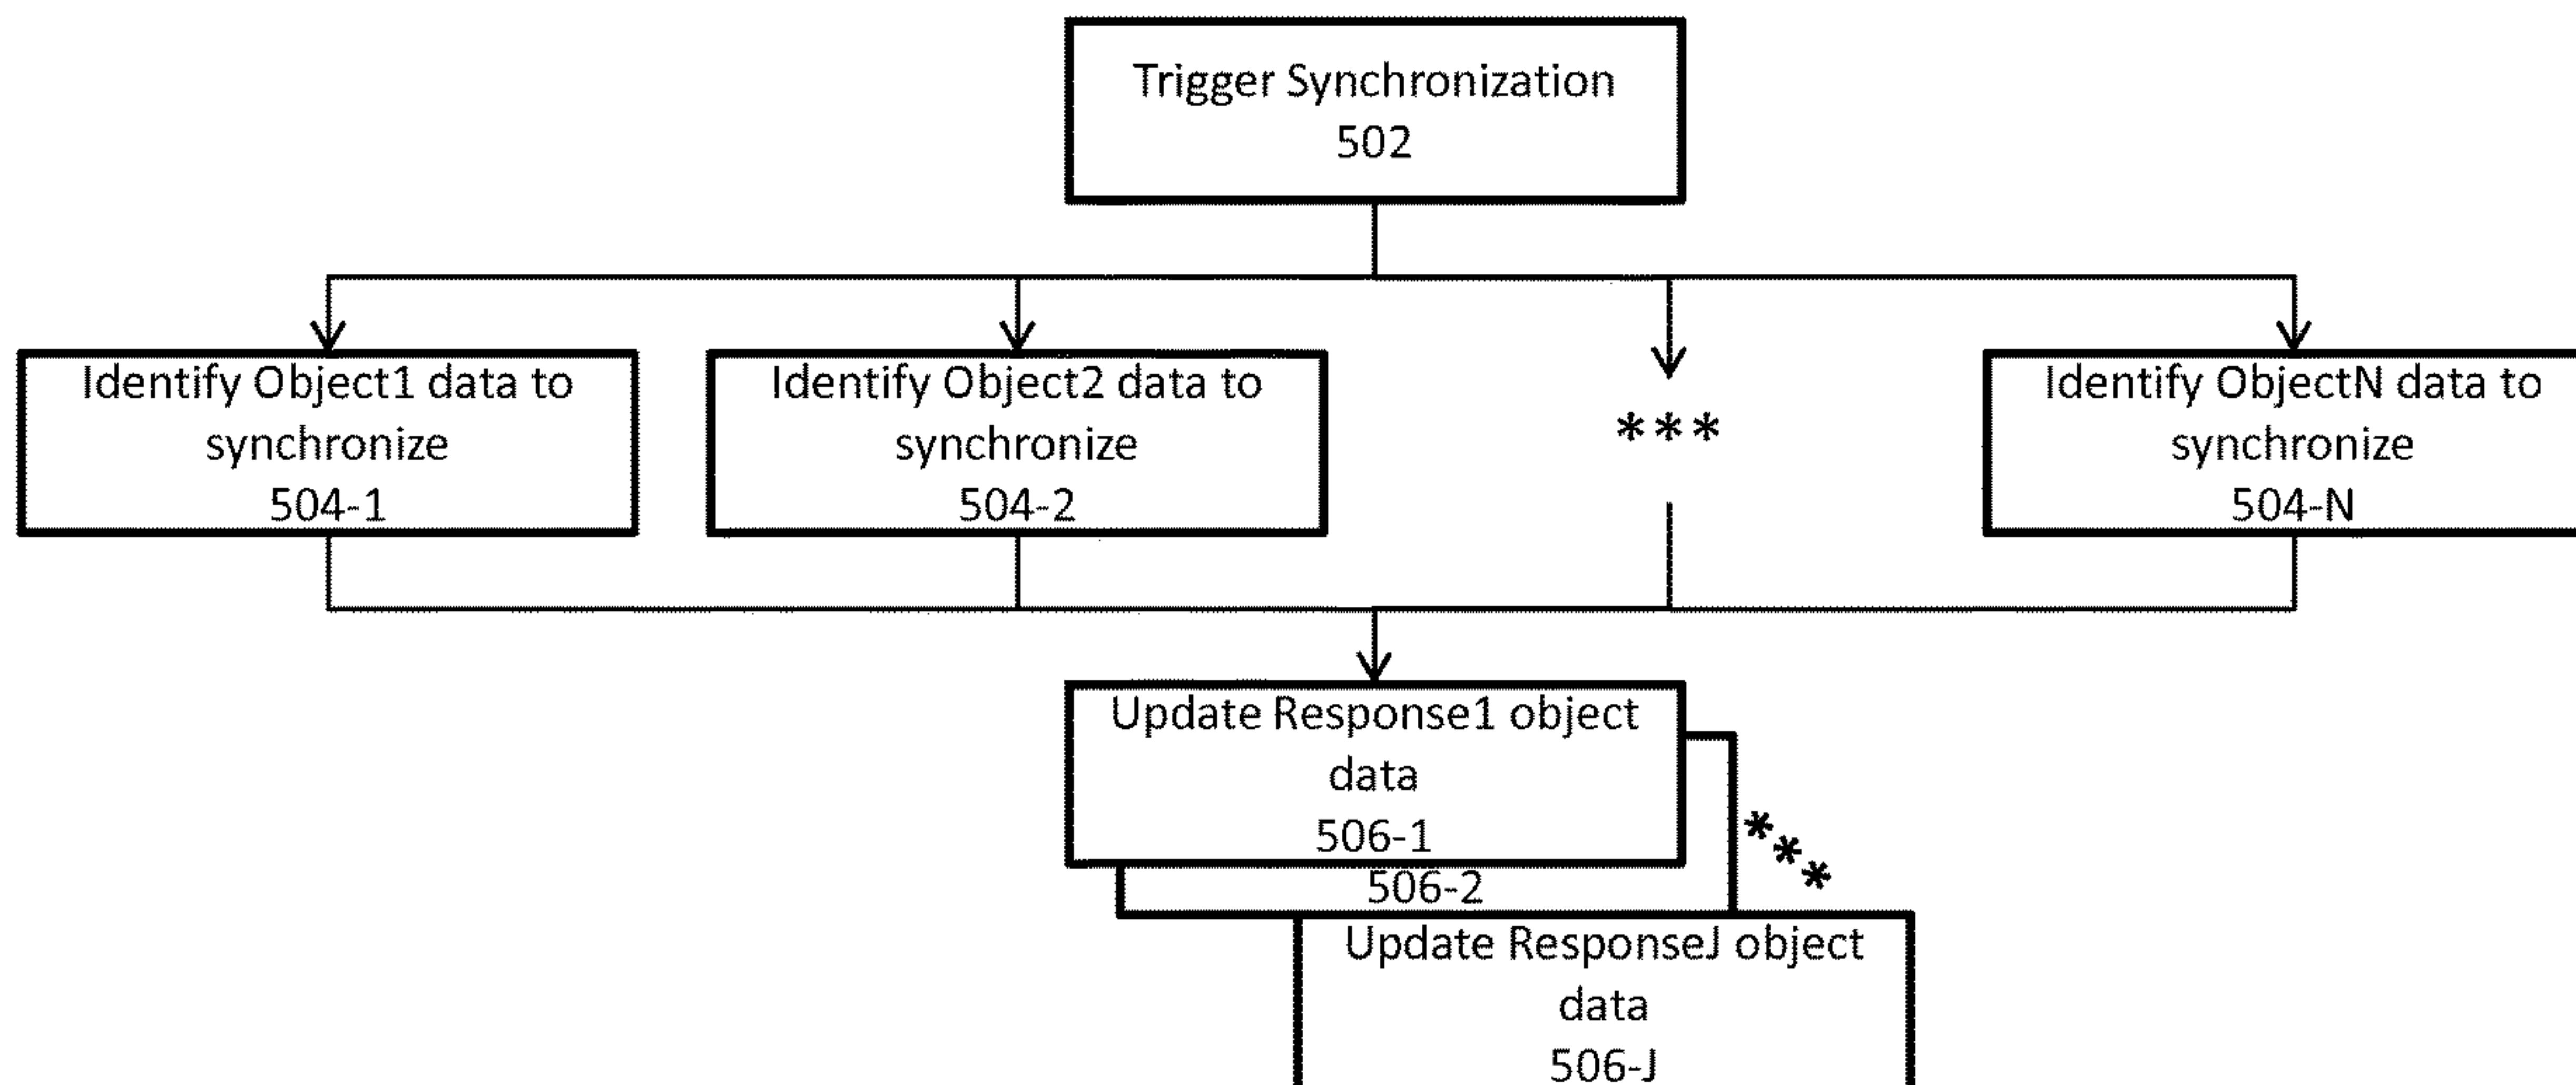 Trigger Synchronization
502
Identify Object1 data to
synchronize
504-1
Identify Object2 data to
synchronize
504-2
***
Identify ObjectN data to
synchronize
504-N
Update Response1 object
data
506-1
506-2
***
Update ResponseJ object
data
506-J